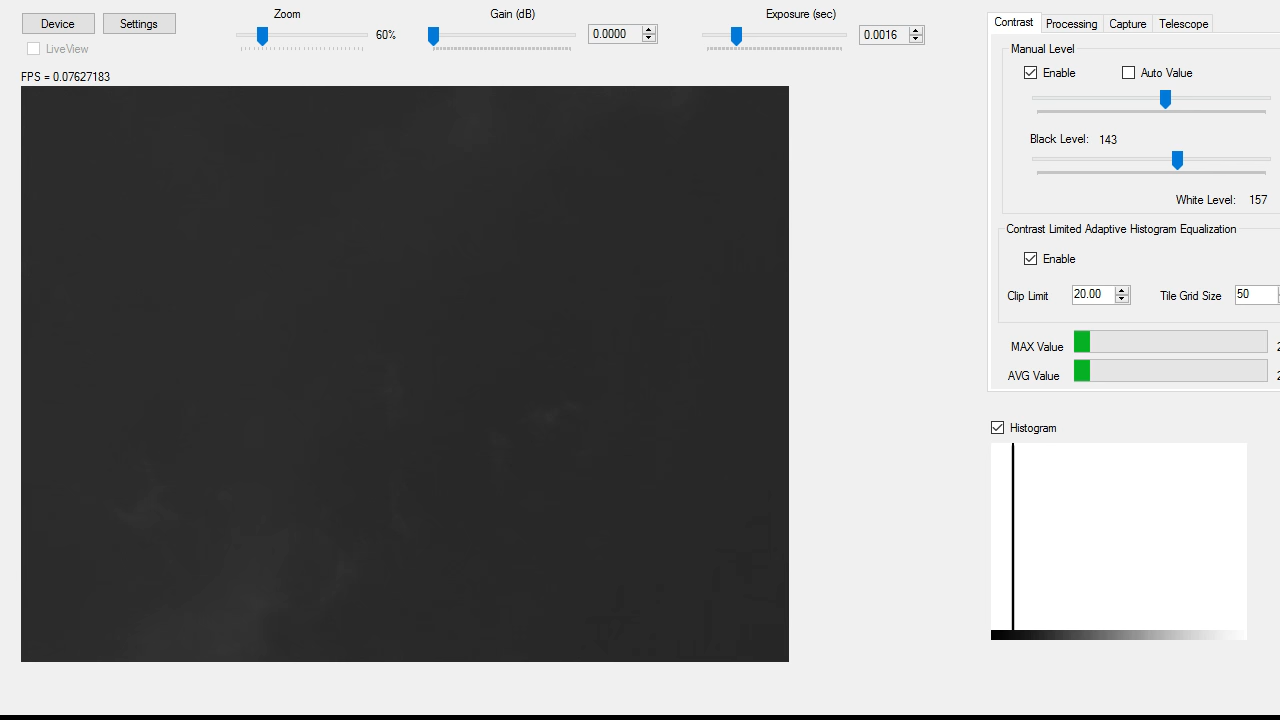 Device
Settings
Zoom
Gain (dB)
Exposure (sec)
60%
0.0000
0.0016
LiveView
FPS = 0.07627183
Contrast
Processing
Capture
Telescope
Manual Level
Enable
Auto Value
Black Level: 143
White Level: 157
Contrast Limited Adaptive Histogram Equalization
Enable
Clip Limit
20.00
Tile Grid Size
50
MAX Value
AVG Value
Histogram